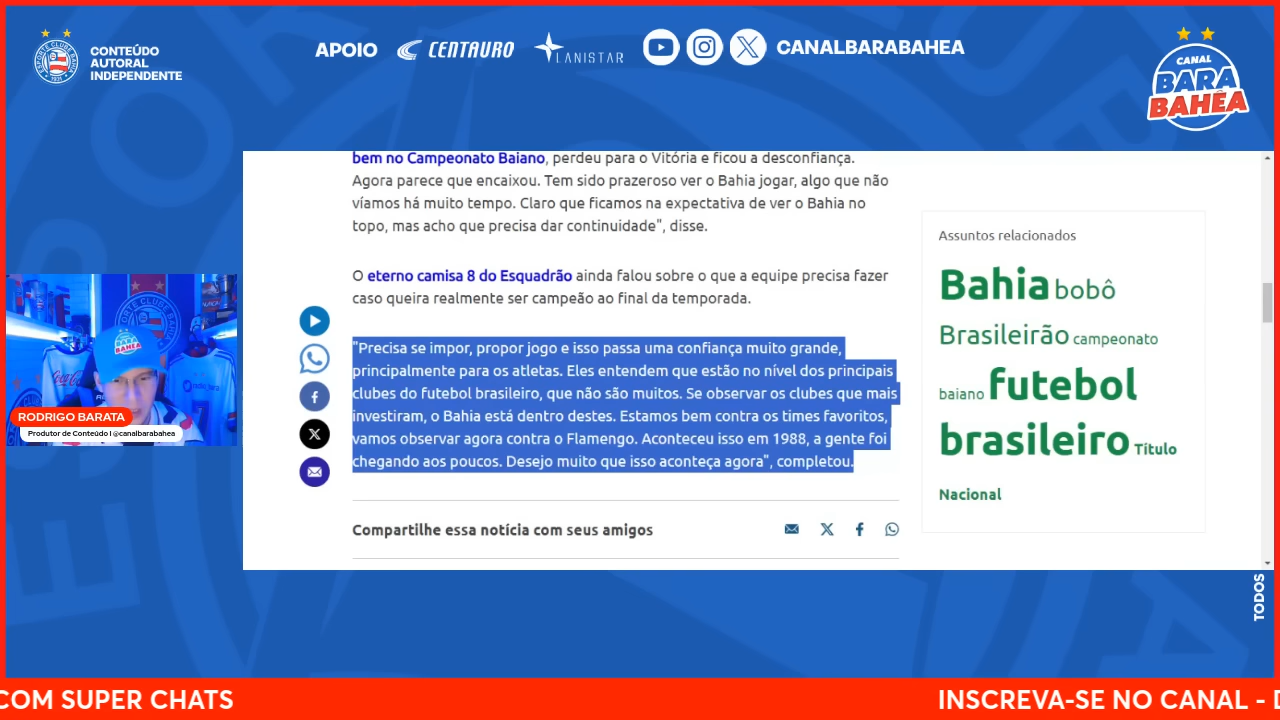 CONTEÚDO
AUTORAL
INDEPENDENTE
ESPORTE CLUBE BAHIA
1931
APOIO
CENTAURO
LANISTAR
CANALBARABAHEA
CANAL
BARA
BAHÊA
bem no Campeonato Baiano, perdeu para o Vitória e ficou a desconfiança.
Agora parece que encaixou. Tem sido prazeroso ver o Bahia jogar, algo que não
víamos há muito tempo. Claro que ficamos na expectativa de ver o Bahia no
topo, mas acho que precisa dar continuidade", disse.
O eterno camisa 8 do Esquadrão ainda falou sobre o que a equipe precisa fazer
caso queira realmente ser campeão ao final da temporada.
"Precisa se impor, propor jogo e isso passa uma confiança muito grande,
principalmente para os atletas. Eles entendem que estão no nível dos principais
clubes do futebol brasileiro, que não são muitos. Se observar os clubes que mais
investiram, o Bahia está dentro destes. Estamos bem contra os times favoritos,
vamos observar agora contra o Flamengo. Aconteceu isso em 1988, a gente foi
chegando aos poucos. Desejo muito que isso aconteça agora", completou.
Compartilhe essa notícia com seus amigos
Assuntos relacionados
Bahia bobô
Brasileirão campeonato
baiano futebol
brasileiro Título
Nacional
RODRIGO BARATA
Produtor de Conteúdo | @canalbarabahea
TODOS
COM SUPER CHATS
INSCREVA-SE NO CANAL - D